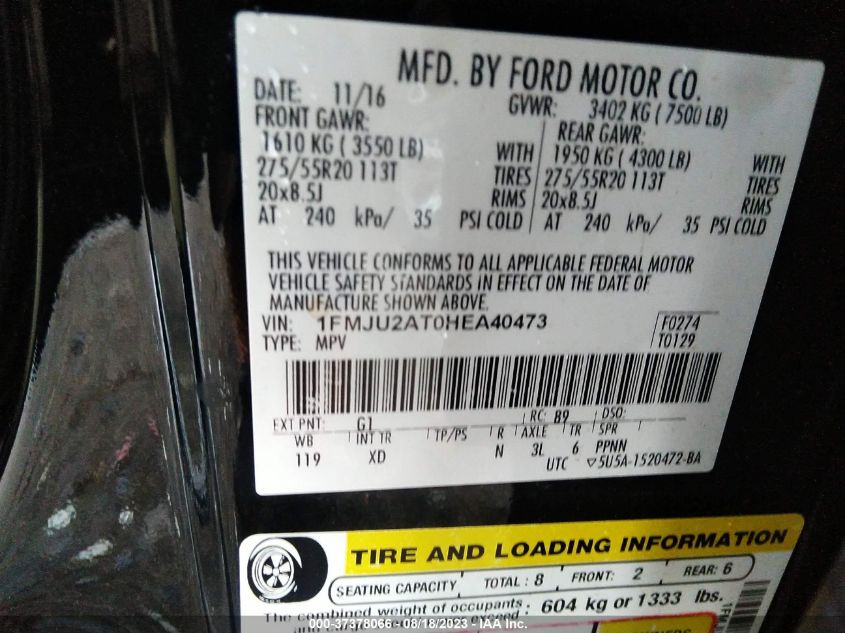 MFD. BY FORD MOTOR CO.
DATE: 11/16 GVWR: 3402 KG ( 7500 LB)
FRONT GAWR: REAR GAWR:
1610 KG ( 3550 LB) WITH 1950 KG ( 4300 LB) WITH
275/55R20 113T TIRES 275/55R20 113T TIRES
20x8.5J RIMS 20x8.5J RIMS
AT 240 kPa/ 35 PSI COLD AT 240 kPa/ 35 PSI COLD
THIS VEHICLE CONFORMS TO ALL APPLICABLE FEDERAL MOTOR
VEHICLE SAFETY STANDARDS IN EFFECT ON THE DATE OF
MANUFACTURE SHOWN ABOVE.
VIN: 1FMJU2AT0HEA40473 F0274
TYPE: MPV T0129
EXT PNT: G1 RC: B9 DSO:
WB INT TR TP/PS R AXLE TR SPR
119 XD N 3L 6 PPNN
UTC ▽5U5A-1520472-BA
TIRE AND LOADING INFORMATION
SEATING CAPACITY TOTAL : 8 FRONT: 2 REAR: 6
The combined weight of occupants : 604 kg or 1333 lbs.
000-37378066 - 08/18/2023 - IAA Inc.